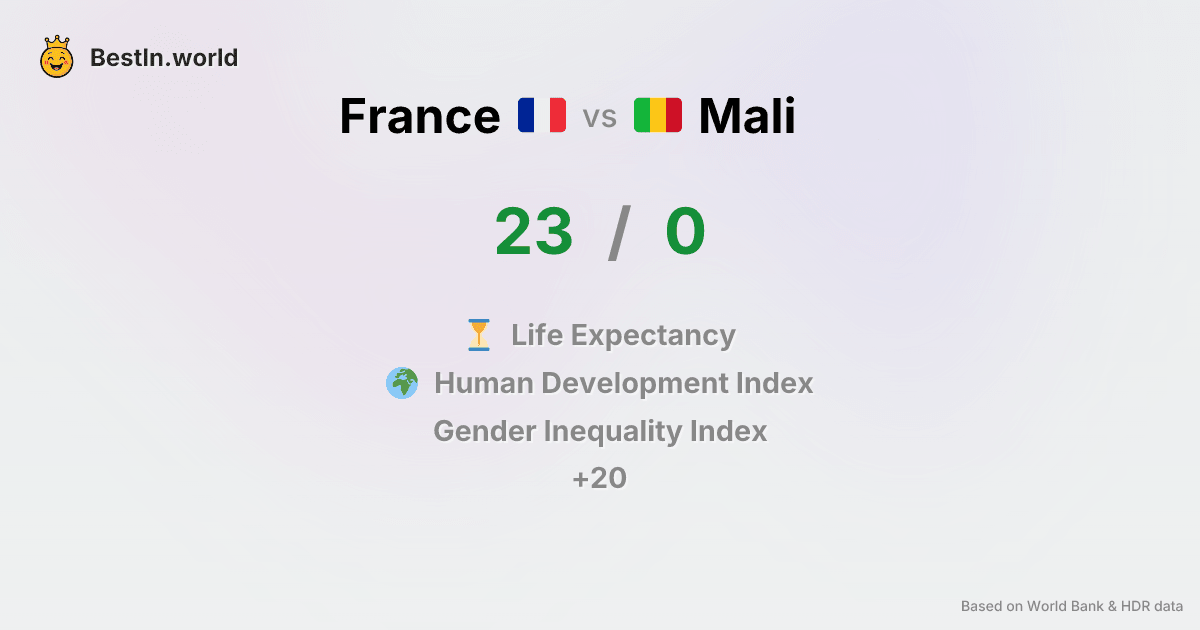 BestIn.world
France vs Mali
23 / 0
Life Expectancy
Human Development Index
Gender Inequality Index
+20
Based on World Bank & HDR data